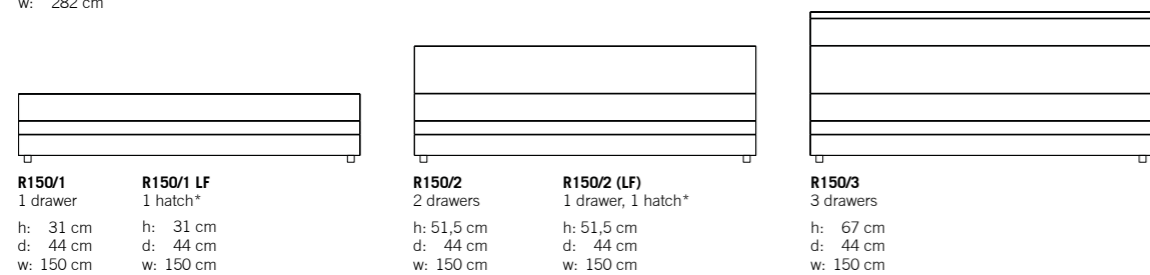 w: 282 cm
R150/1
1 drawer
h: 31 cm
d: 44 cm
w: 150 cm
R150/1 LF
1 hatch*
h: 31 cm
d: 44 cm
w: 150 cm
R150/2
2 drawers
h: 51,5 cm
d: 44 cm
w: 150 cm
R150/2 (LF)
1 drawer, 1 hatch*
h: 51,5 cm
d: 44 cm
w: 150 cm
R150/3
3 drawers
h: 67 cm
d: 44 cm
w: 150 cm